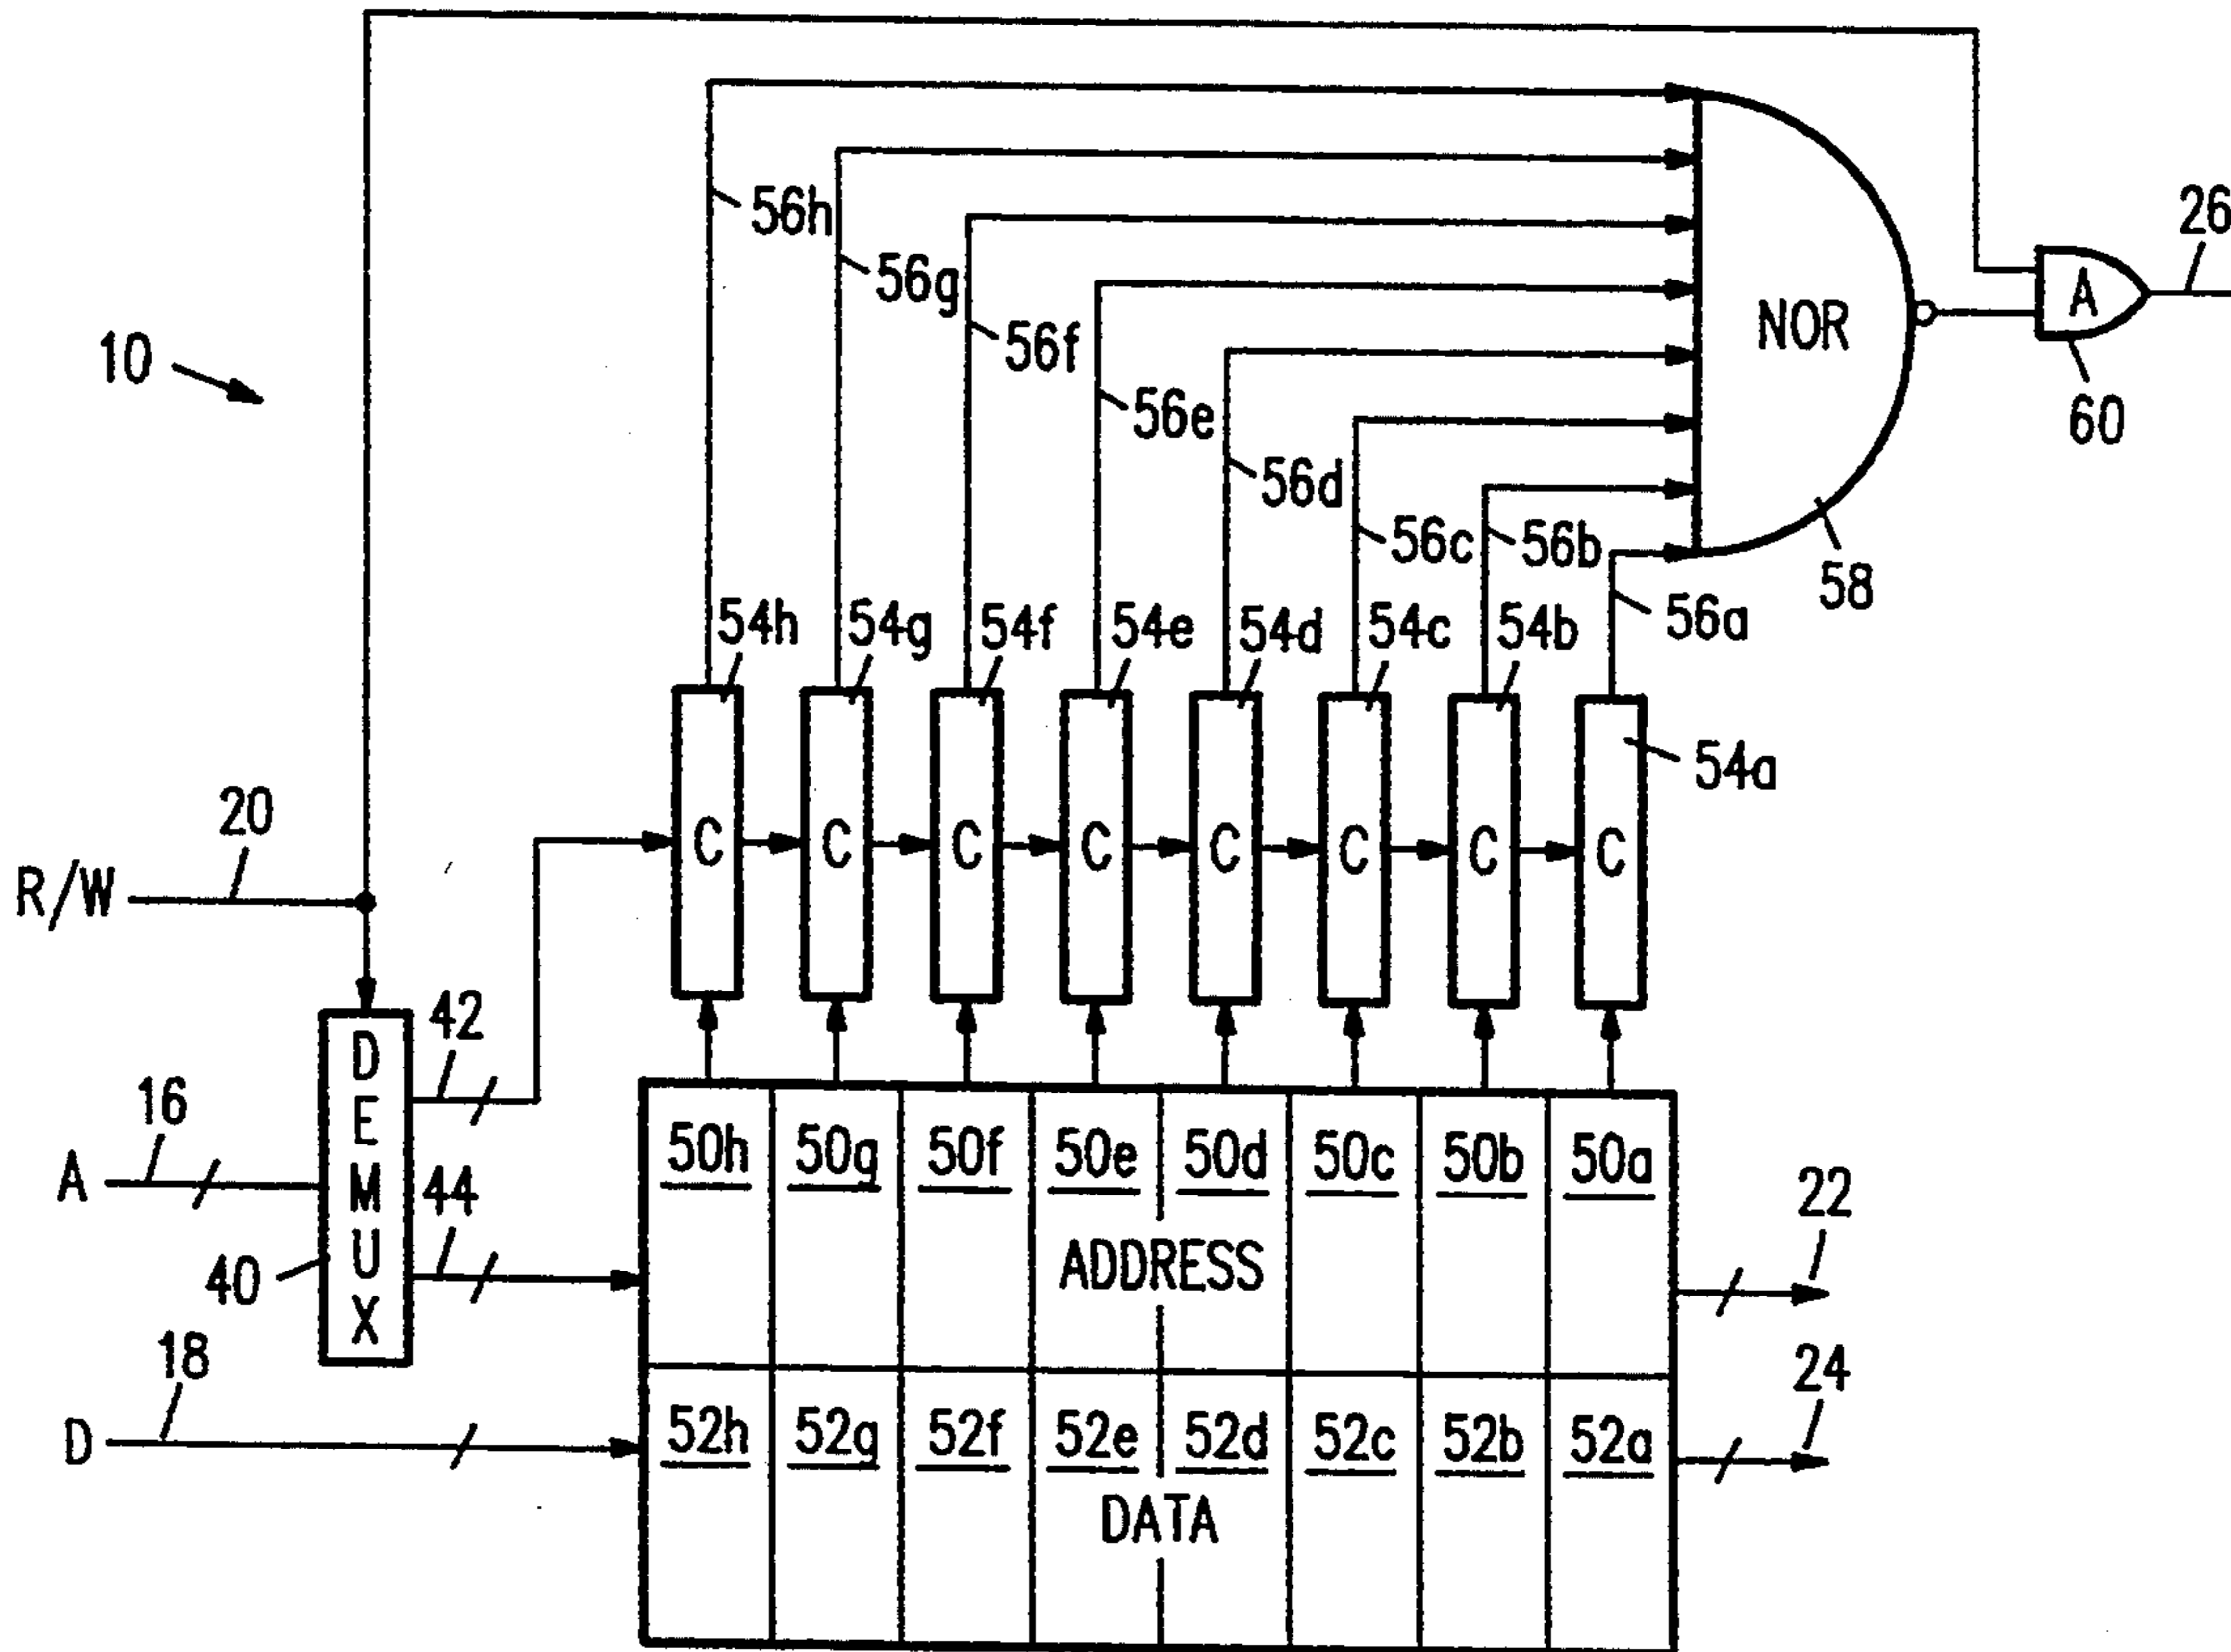 26
56h
56g
56f
NOR
A
10
56e
60
56d
56c
56b
58
54h
54g
54f
54e
54d
54c
54b
56a
54a
20
C C C C C C C C
R/W
42
DEMUX
16
A
44
50h 50g 50f 50e 50d 50c 50b 50a
22
40
ADDRESS
18
24
D
52h 52g 52f 52e 52d 52c 52b 52a
DATA